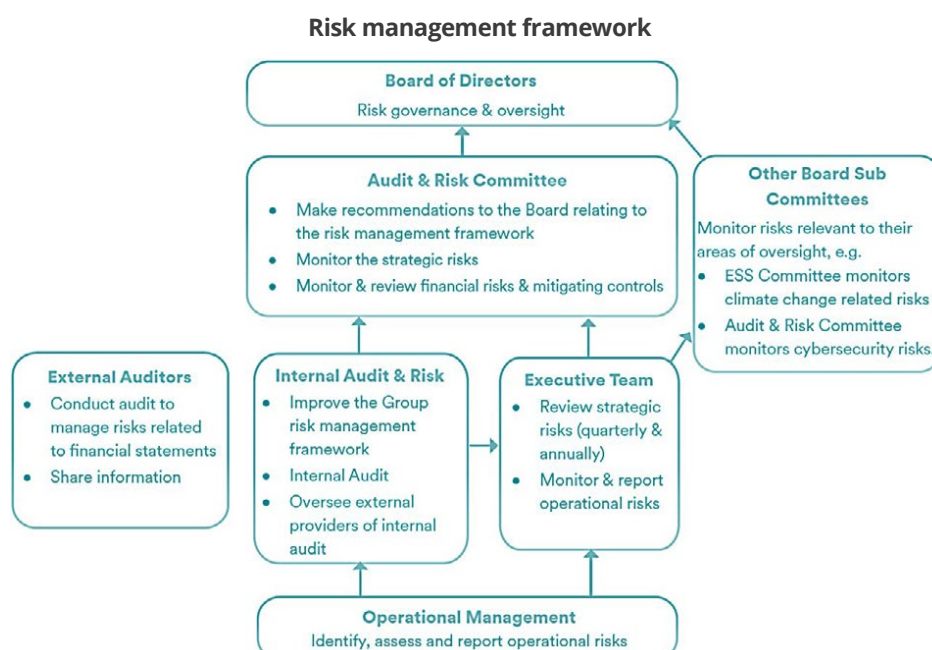 Risk management framework
Board of Directors
Risk governance & oversight
Audit & Risk Committee
• Make recommendations to the Board relating to
the risk management framework
• Monitor the strategic risks
• Monitor & review financial risks & mitigating controls
Other Board Sub
Committees
Monitor risks relevant to their
areas of oversight, e.g.
• ESS Committee monitors
climate change related risks
• Audit & Risk Committee
monitors cybersecurity risks.
External Auditors
• Conduct audit to
manage risks related
to financial statements
• Share information
Internal Audit & Risk
• Improve the Group
risk management
framework
• Internal Audit
• Oversee external
providers of internal
audit
Executive Team
• Review strategic
risks (quarterly &
annually)
• Monitor & report
operational risks
Operational Management
Identify, assess and report operational risks